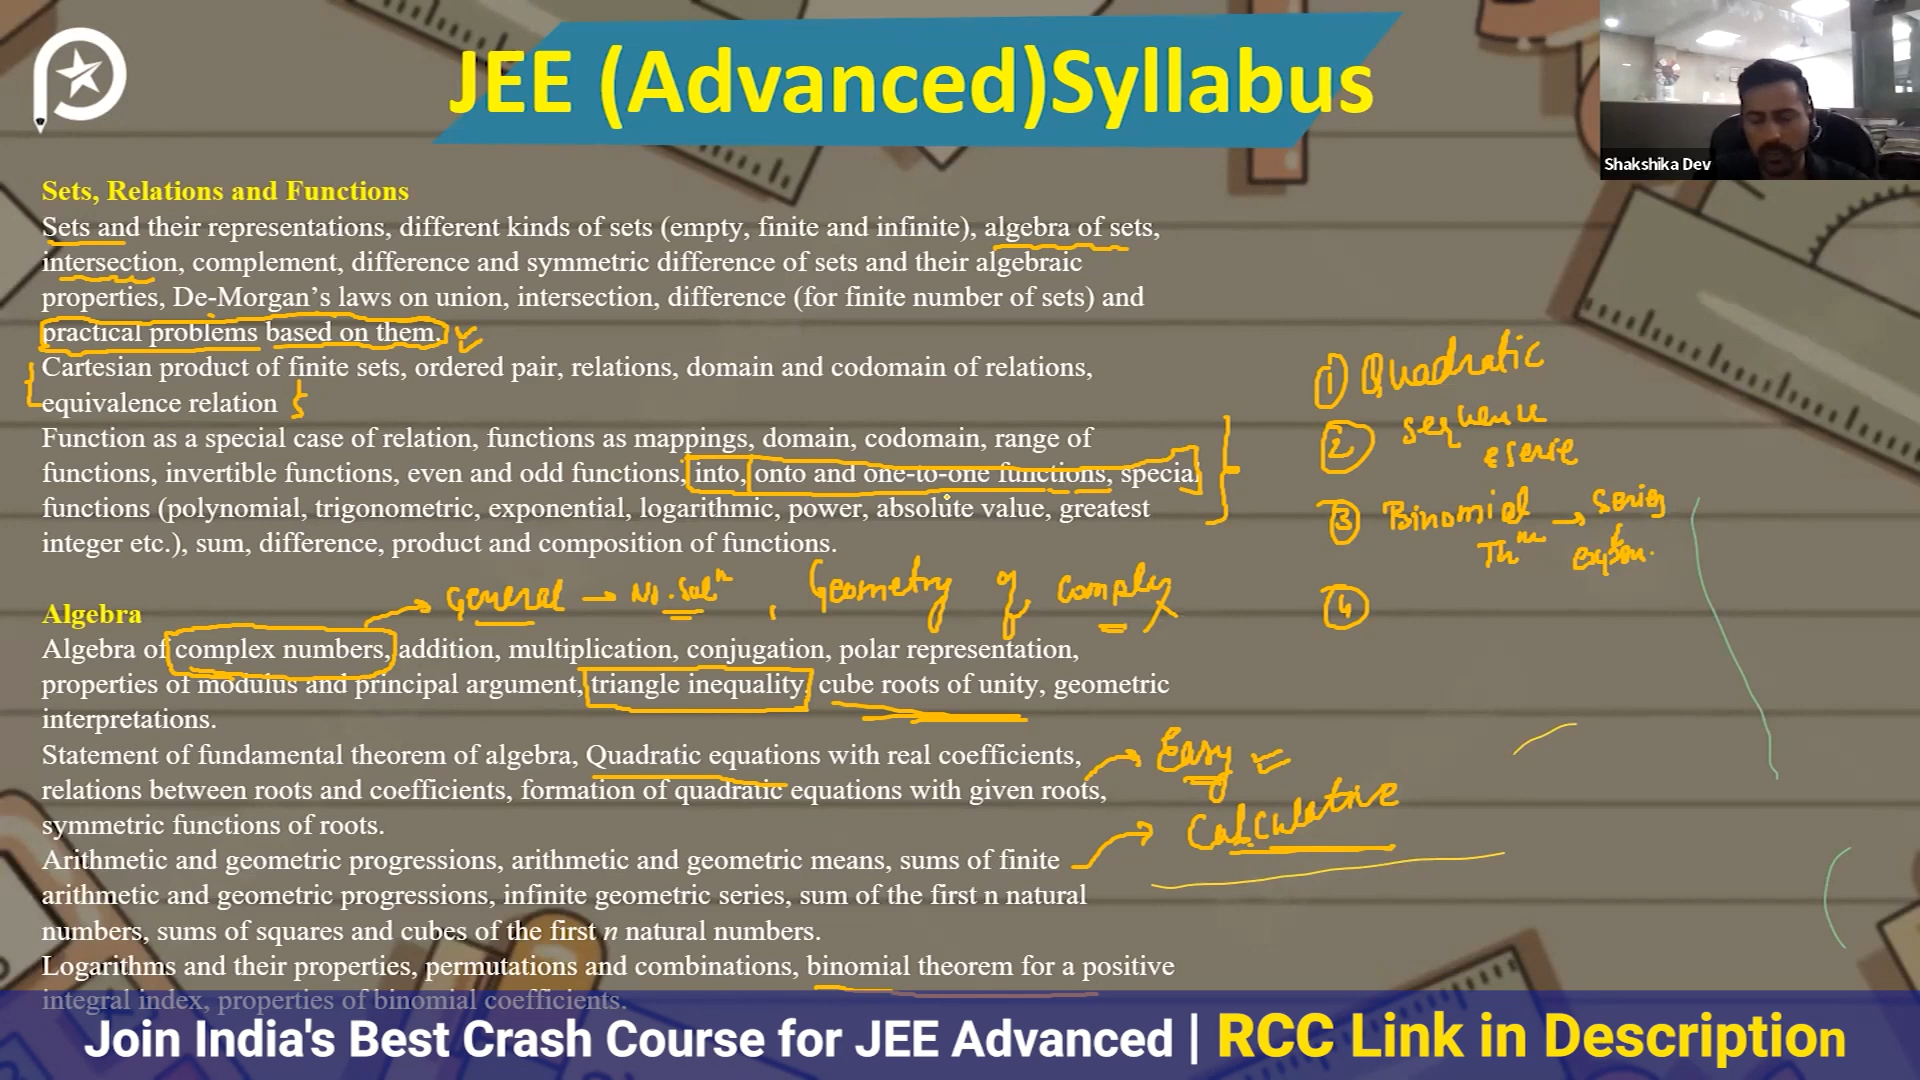 JEE (Advanced)Syllabus
Shakshika Dev
Sets, Relations and Functions
Sets and their representations, different kinds of sets (empty, finite and infinite), algebra of sets,
intersection, complement, difference and symmetric difference of sets and their algebraic
properties, De-Morgan’s laws on union, intersection, difference (for finite number of sets) and
practical problems based on them.
Cartesian product of finite sets, ordered pair, relations, domain and codomain of relations,
equivalence relation
Function as a special case of relation, functions as mappings, domain, codomain, range of
functions, invertible functions, even and odd functions, into, onto and one-to-one functions, special
functions (polynomial, trigonometric, exponential, logarithmic, power, absolute value, greatest
integer etc.), sum, difference, product and composition of functions.
① Quadratic
② sequence
③ Binomial → Series
Thm
④
General → No. Solⁿ, Geometry of Complex
Algebra
Algebra of complex numbers, addition, multiplication, conjugation, polar representation,
properties of modulus and principal argument, triangle inequality, cube roots of unity, geometric
interpretations.
Statement of fundamental theorem of algebra, Quadratic equations with real coefficients,
relations between roots and coefficients, formation of quadratic equations with given roots,
symmetric functions of roots.
Easy
Calculative
Arithmetic and geometric progressions, arithmetic and geometric means, sums of finite
arithmetic and geometric progressions, infinite geometric series, sum of the first n natural
numbers, sums of squares and cubes of the first n natural numbers.
Logarithms and their properties, permutations and combinations, binomial theorem for a positive
integral index, properties of binomial coefficients.
Join India's Best Crash Course for JEE Advanced | RCC Link in Description